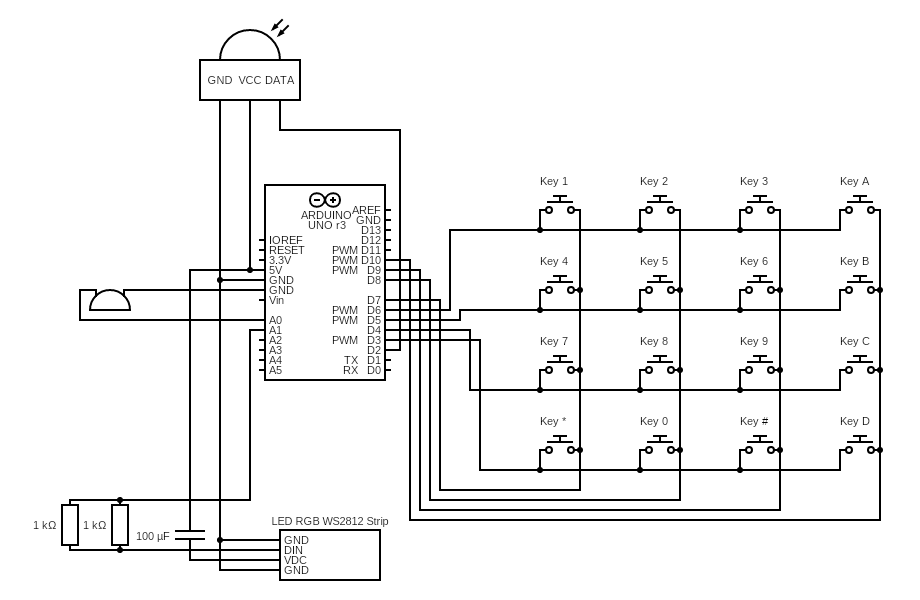 GND VCC DATA
ARDUINO
UNO r3
AREF
GND
D13
D12
PWM D11
PWM D10
PWM D9
D8
D7
PWM D6
PWM D5
D4
PWM D3
D2
TX D1
RX D0
IOREF
RESET
3.3V
5V
GND
GND
Vin
A0
A1
A2
A3
A4
A5
Key 1 Key 2 Key 3 Key A
Key 4 Key 5 Key 6 Key B
Key 7 Key 8 Key 9 Key C
Key * Key 0 Key # Key D
1 kΩ 1 kΩ
100 µF
LED RGB WS2812 Strip
GND
DIN
VDC
GND